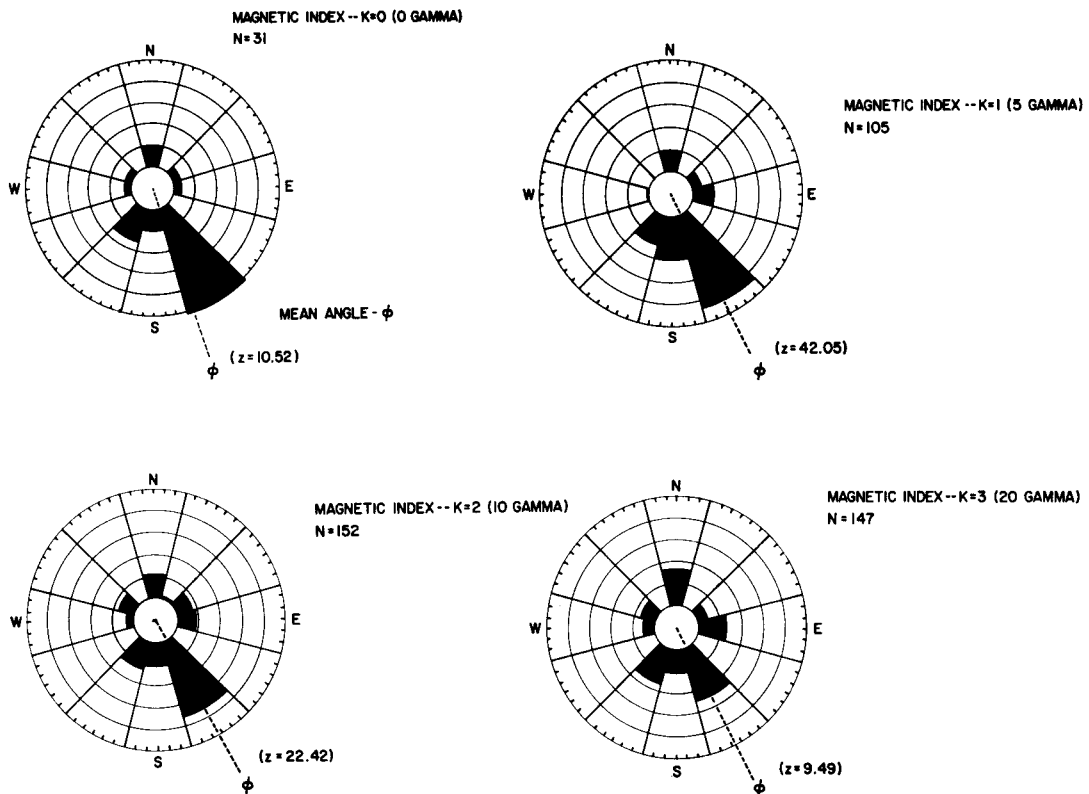 MAGNETIC INDEX -- K=0 (0 GAMMA)
N=31
N
W
E
S
MEAN ANGLE - ϕ
(z=10.52)
ϕ
MAGNETIC INDEX -- K=1 (5 GAMMA)
N=105
N
W
E
S
(z=42.05)
ϕ
MAGNETIC INDEX -- K=2 (10 GAMMA)
N=152
N
W
E
S
(z=22.42)
ϕ
MAGNETIC INDEX -- K=3 (20 GAMMA)
N=147
N
W
E
S
(z=9.49)
ϕ